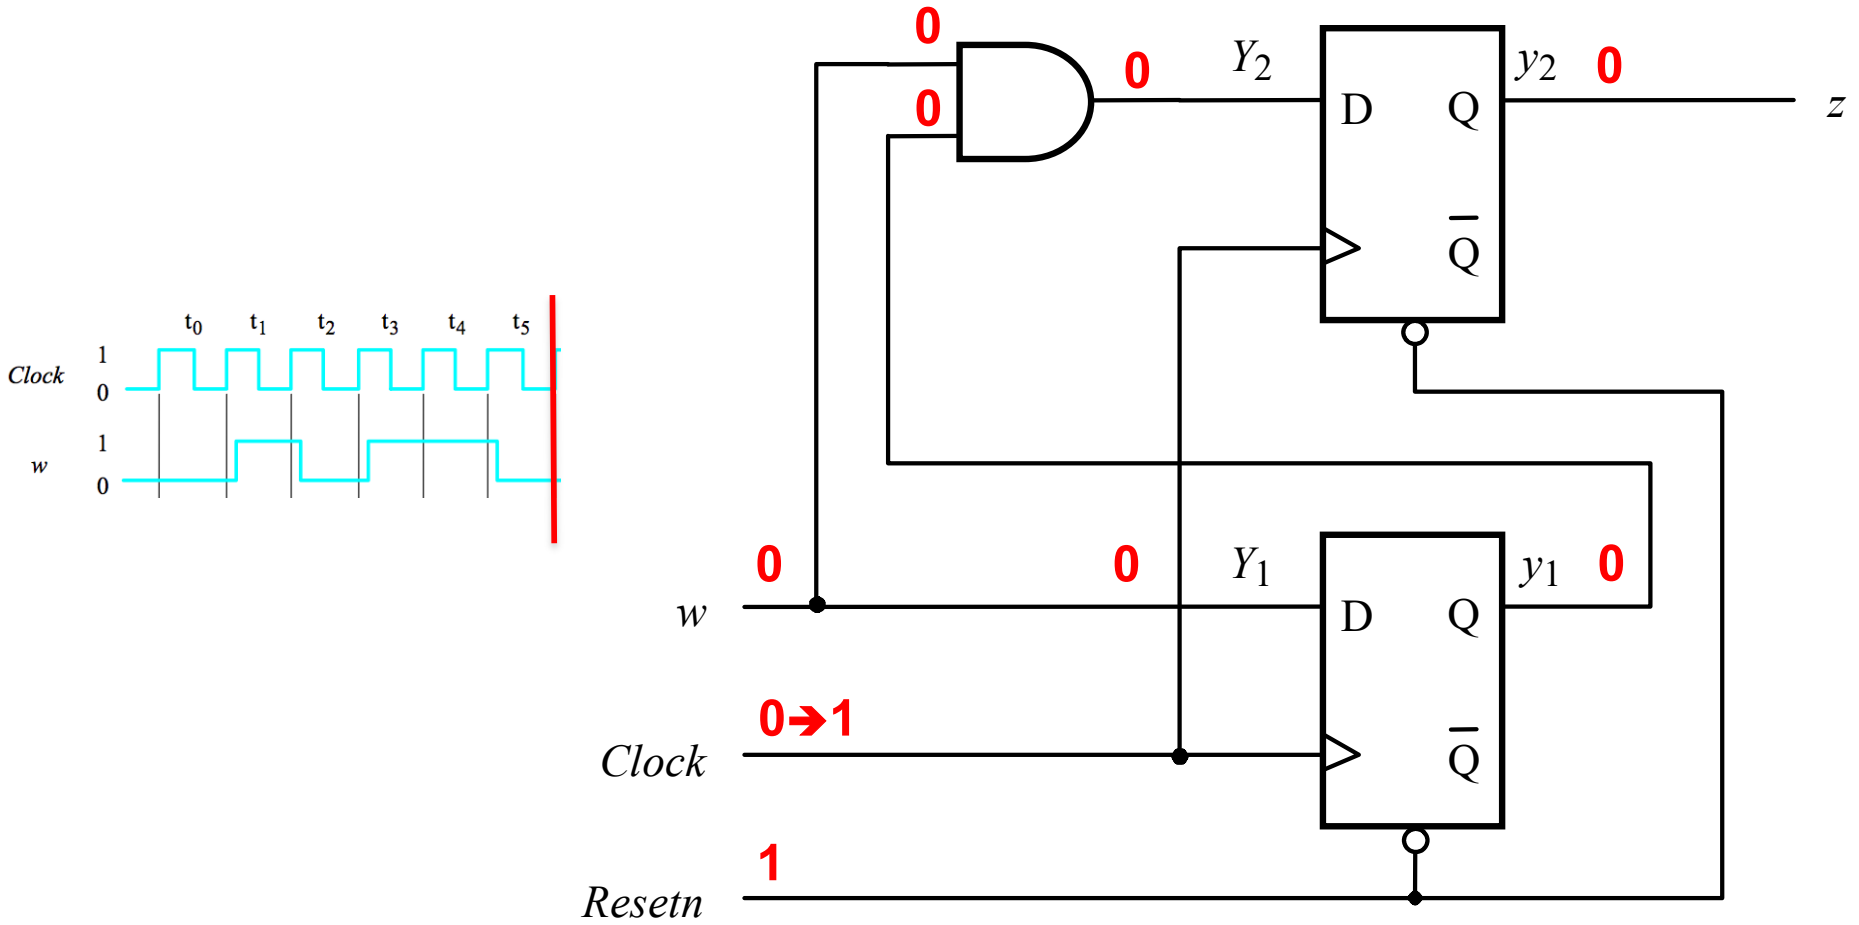 t0 t1 t2 t3 t4 t5
Clock 1
0
w 1
0
0
0
0
Y2
y2
0
D Q
z
Q
0
w
0
Y1
y1
0
D Q
0➔1
Clock
Q
1
Resetn